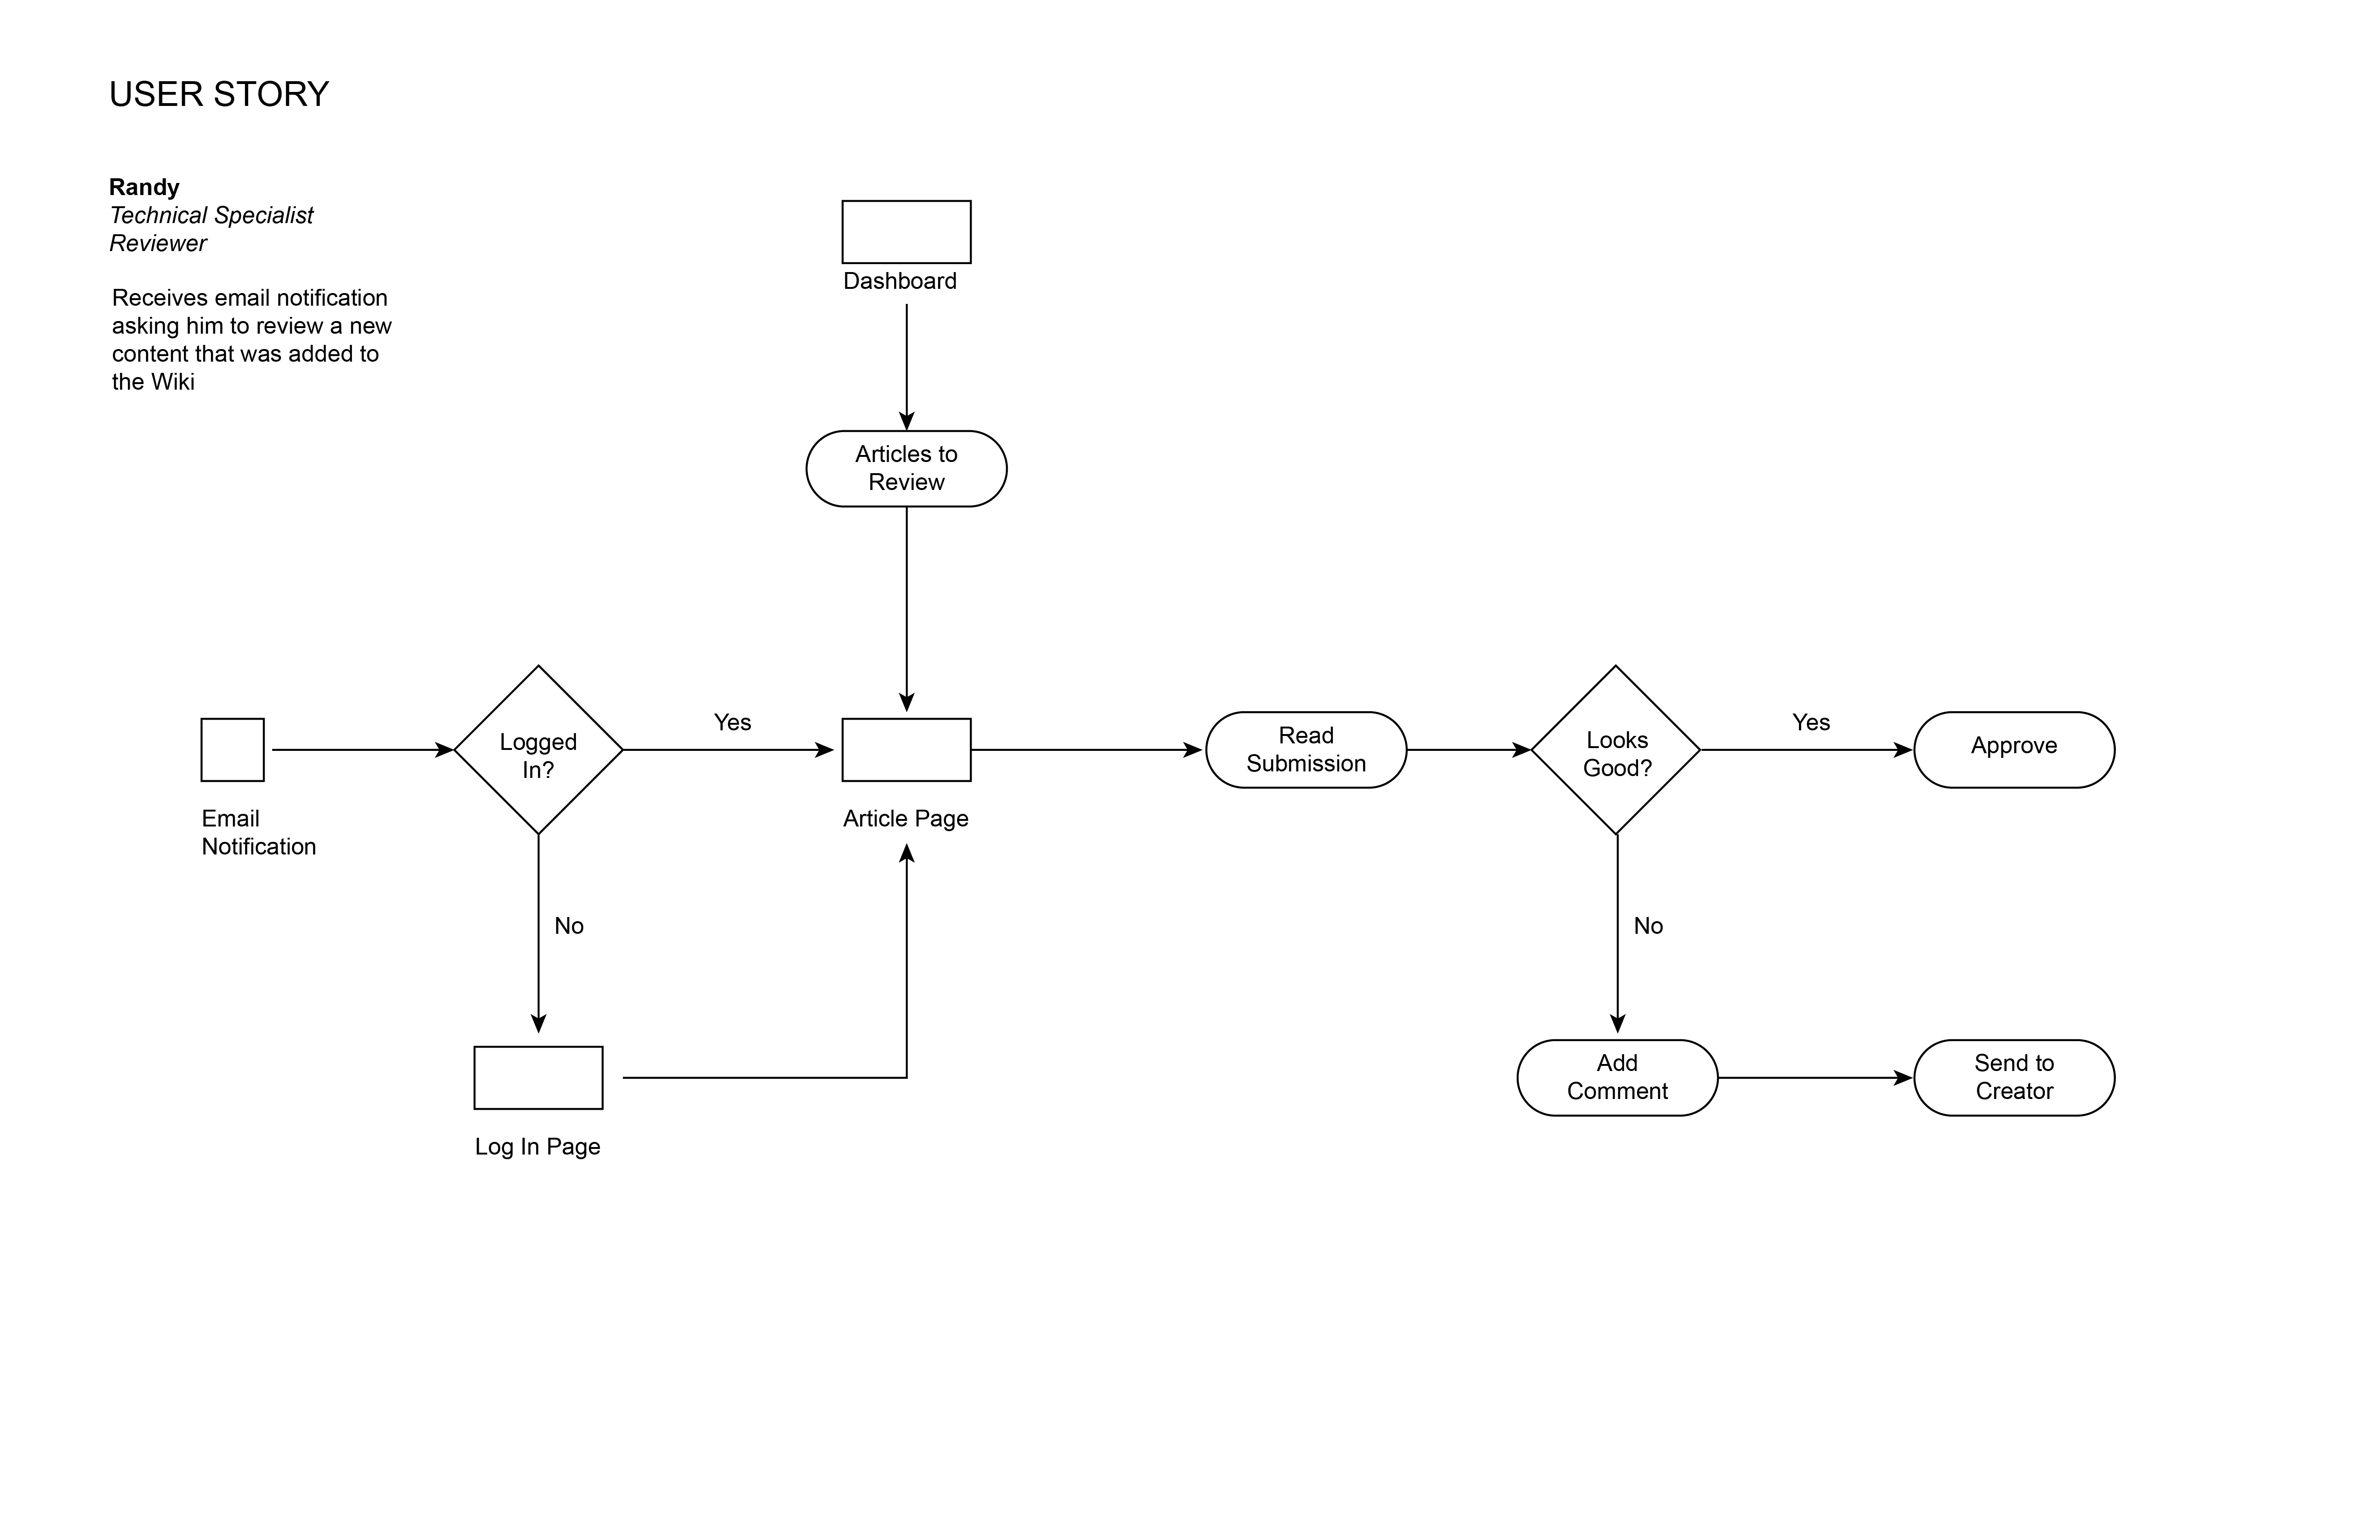 USER STORY
Randy
Technical Specialist
Reviewer
Receives email notification
asking him to review a new
content that was added to
the Wiki
Dashboard
Articles to
Review
Email
Notification
Logged
In?
Yes
Article Page
Read
Submission
Looks
Good?
Yes
Approve
No
Log In Page
No
Add
Comment
Send to
Creator